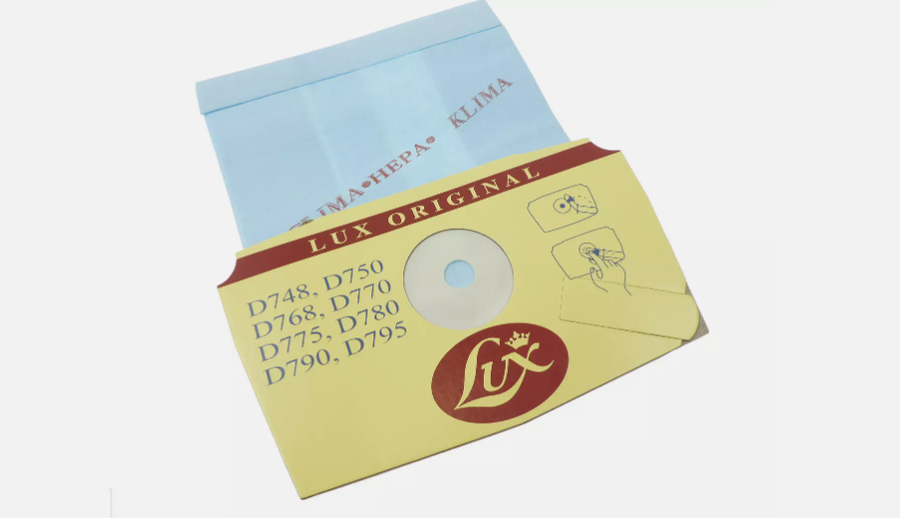 KLIMA
IMA•HEPA®
LUX ORIGINAL
D748, D750
D768, D770
D775, D780
D790, D795
Lux